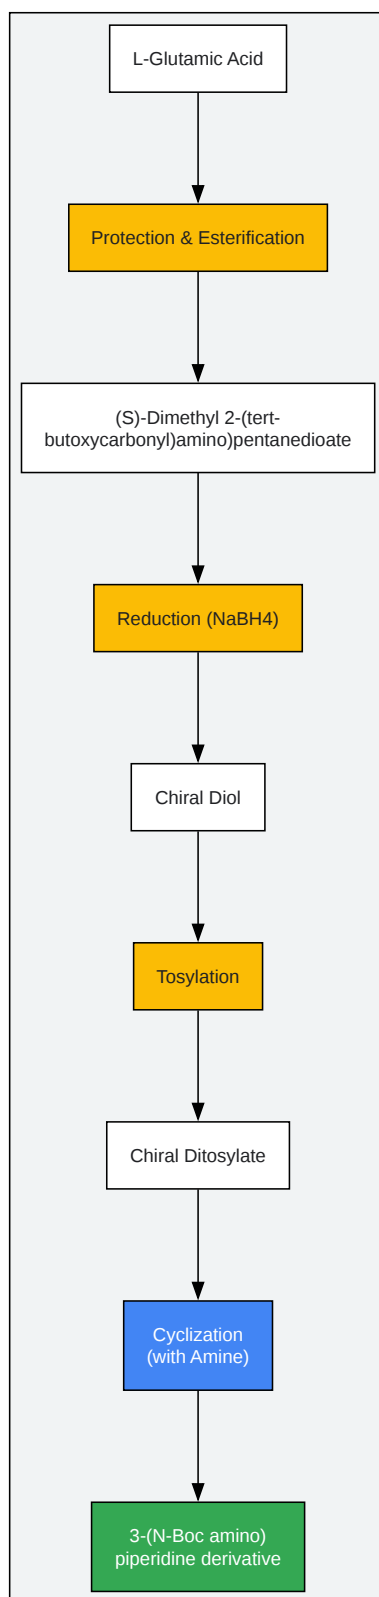 L-Glutamic Acid
Protection & Esterification
(S)-Dimethyl 2-(tert-
butoxycarbonyl)amino)pentanedioate
Reduction (NaBH4)
Chiral Diol
Tosylation
Chiral Ditosylate
Cyclization
(with Amine)
3-(N-Boc amino)
piperidine derivative